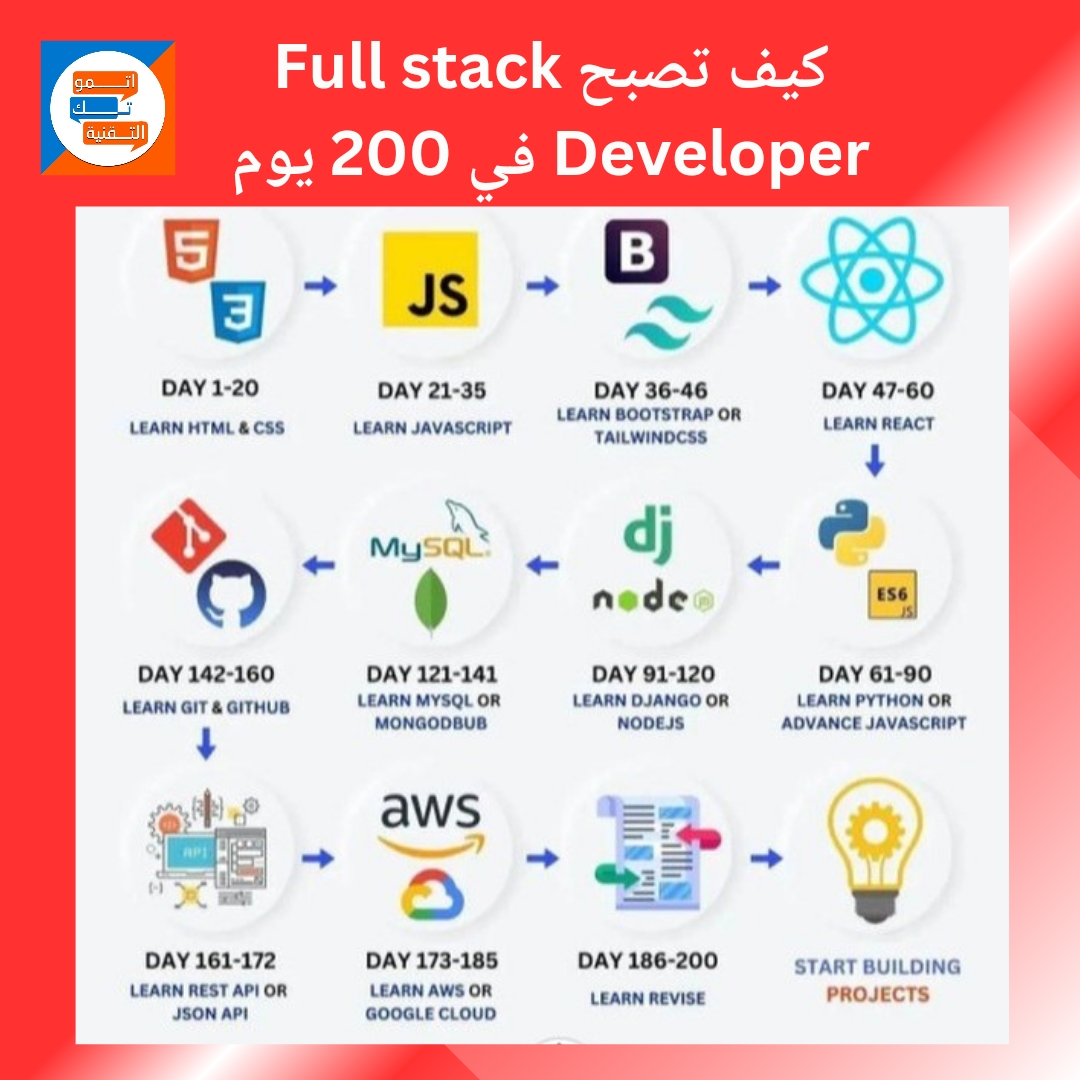 اتمو
تك
التقنية
كيف تصبح Full stack
Developer في 200 يوم
5
3
JS
B
DAY 1-20
LEARN HTML & CSS
DAY 21-35
LEARN JAVASCRIPT
DAY 36-46
LEARN BOOTSTRAP OR
TAILWINDCSS
DAY 47-60
LEARN REACT
MySQL
dj
node
JS
ES6
JS
DAY 142-160
LEARN GIT & GITHUB
DAY 121-141
LEARN MYSQL OR
MONGODBUB
DAY 91-120
LEARN DJANGO OR
NODEJS
DAY 61-90
LEARN PYTHON OR
ADVANCE JAVASCRIPT
API
aws
DAY 161-172
LEARN REST API OR
JSON API
DAY 173-185
LEARN AWS OR
GOOGLE CLOUD
DAY 186-200
LEARN REVISE
START BUILDING
PROJECTS